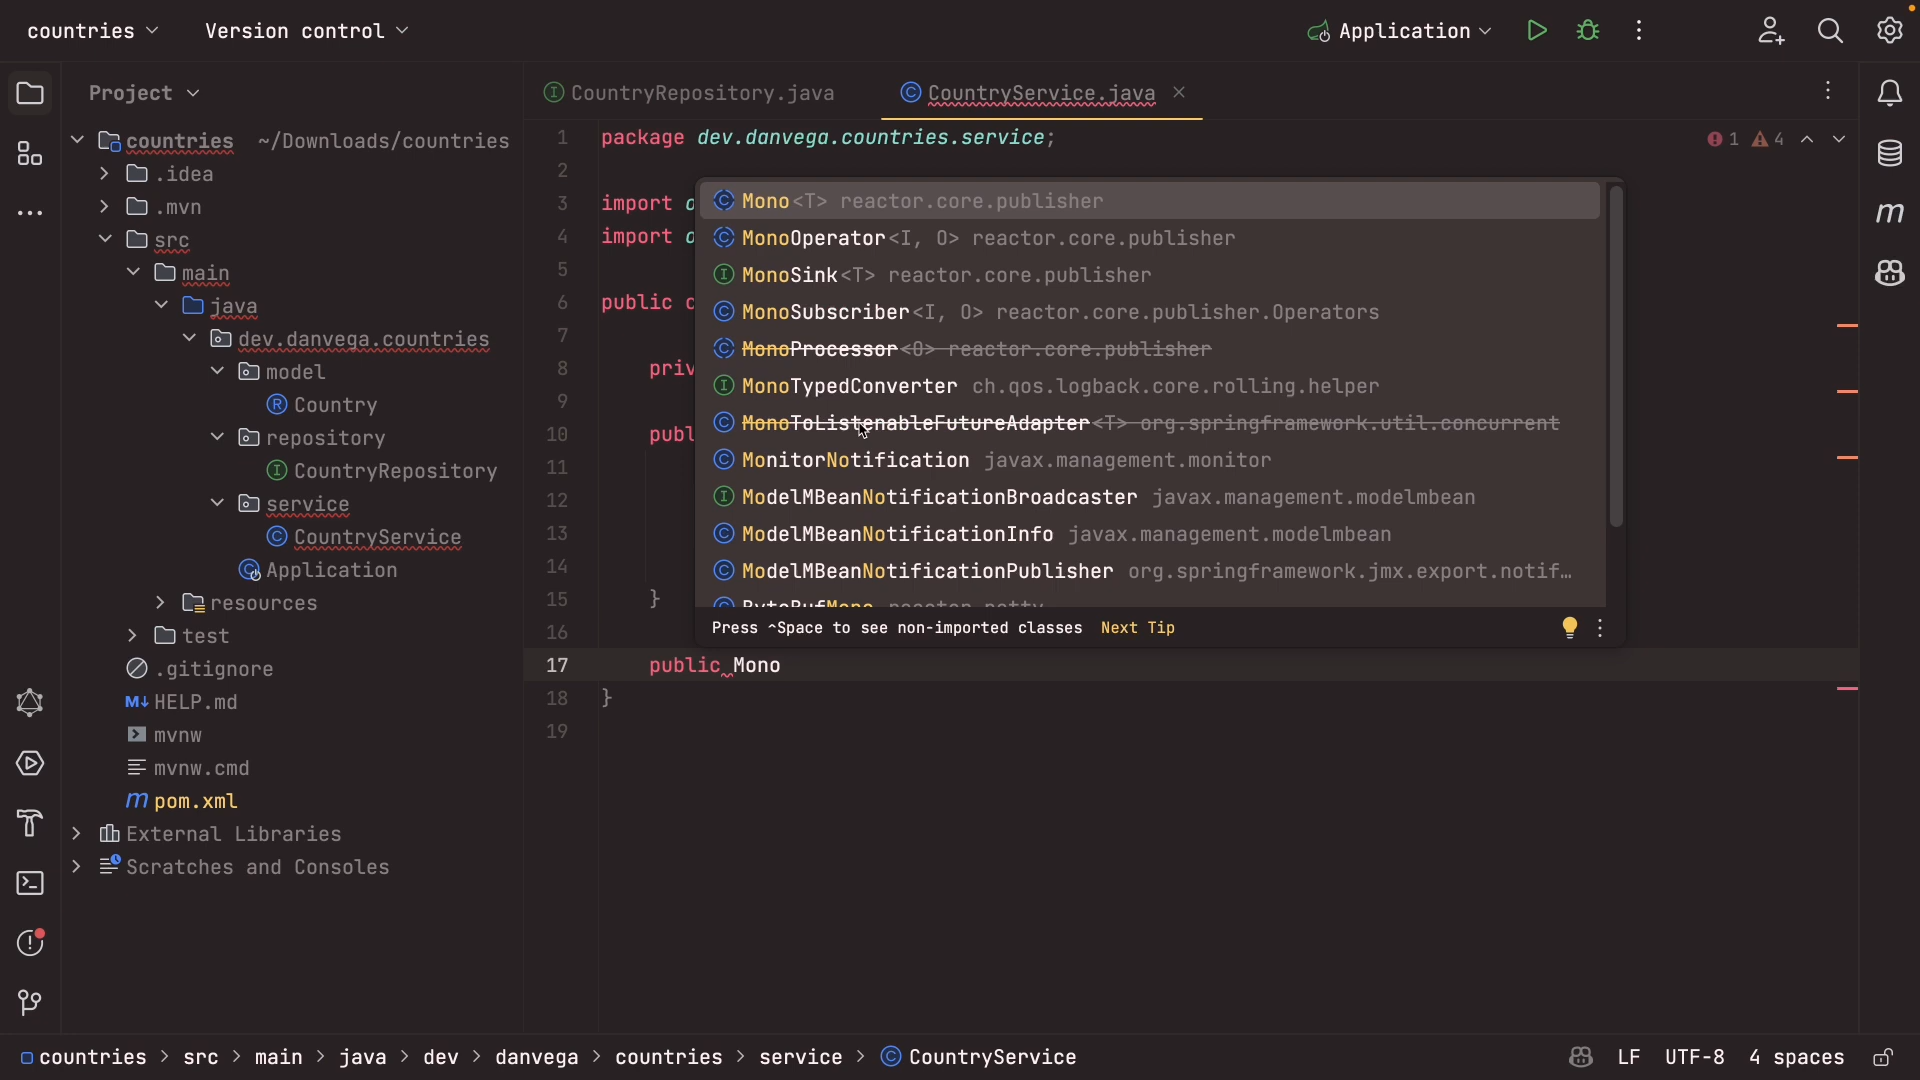 countries
Version control
Application
Project
countries ~/Downloads/countries
.idea
.mvn
src
main
java
dev.danvega.countries
model
Country
repository
CountryRepository
service
CountryService
Application
resources
test
.gitignore
HELP.md
mvnw
mvnw.cmd
pom.xml
External Libraries
Scratches and Consoles
CountryRepository.java
CountryService.java
1 package dev.danvega.countries.service;
1 4
2
3 import
4 import
5
6 public c
7
8 priv
9
10 publ
11
12
13
14
15 }
16
17 public Mono
18 }
19
Mono<T> reactor.core.publisher
MonoOperator<I, O> reactor.core.publisher
MonoSink<T> reactor.core.publisher
MonoSubscriber<I, O> reactor.core.publisher.Operators
MonoProcessor<O> reactor.core.publisher
MonoTypedConverter ch.qos.logback.core.rolling.helper
MonoToListenableFutureAdapter<T> org.springframework.util.concurrent
MonitorNotification javax.management.monitor
ModelMBeanNotificationBroadcaster javax.management.modelmbean
ModelMBeanNotificationInfo javax.management.modelmbean
ModelMBeanNotificationPublisher org.springframework.jmx.export.notif…
ByteBufMono reactor.netty
Press ^Space to see non-imported classes Next Tip
countries > src > main > java > dev > danvega > countries > service > CountryService
LF UTF-8 4 spaces